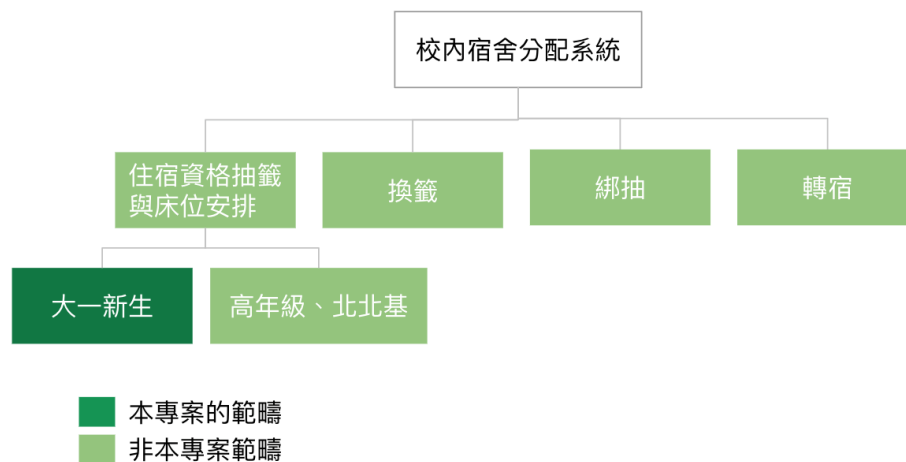 校內宿舍分配系統
住宿資格抽籤
與床位安排
換籤
綁抽
轉宿
大一新生
高年級、北北基
本專案的範疇
非本專案範疇